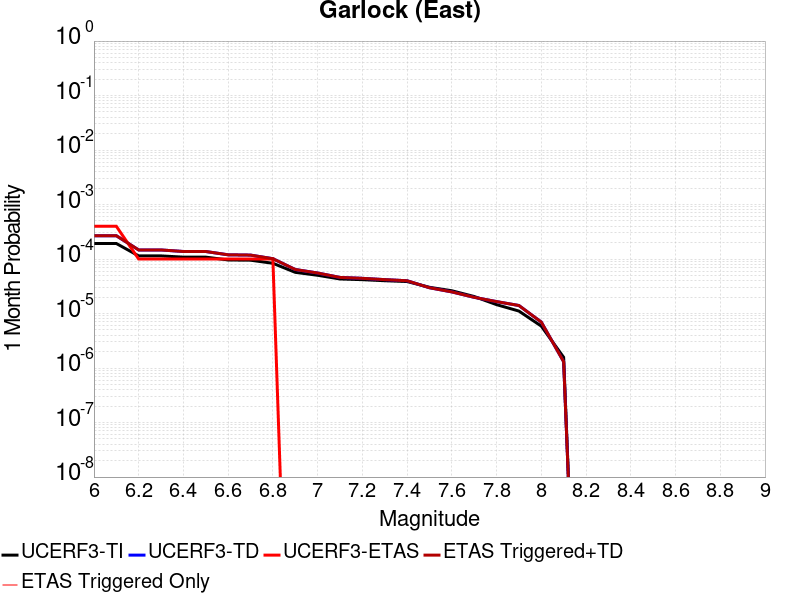 Garlock (East)
1 Month Probability
10^0
10^-1
10^-2
10^-3
10^-4
10^-5
10^-6
10^-7
10^-8
6 6.2 6.4 6.6 6.8 7 7.2 7.4 7.6 7.8 8 8.2 8.4 8.6 8.8 9
Magnitude
UCERF3-TI UCERF3-TD UCERF3-ETAS ETAS Triggered+TD
ETAS Triggered Only